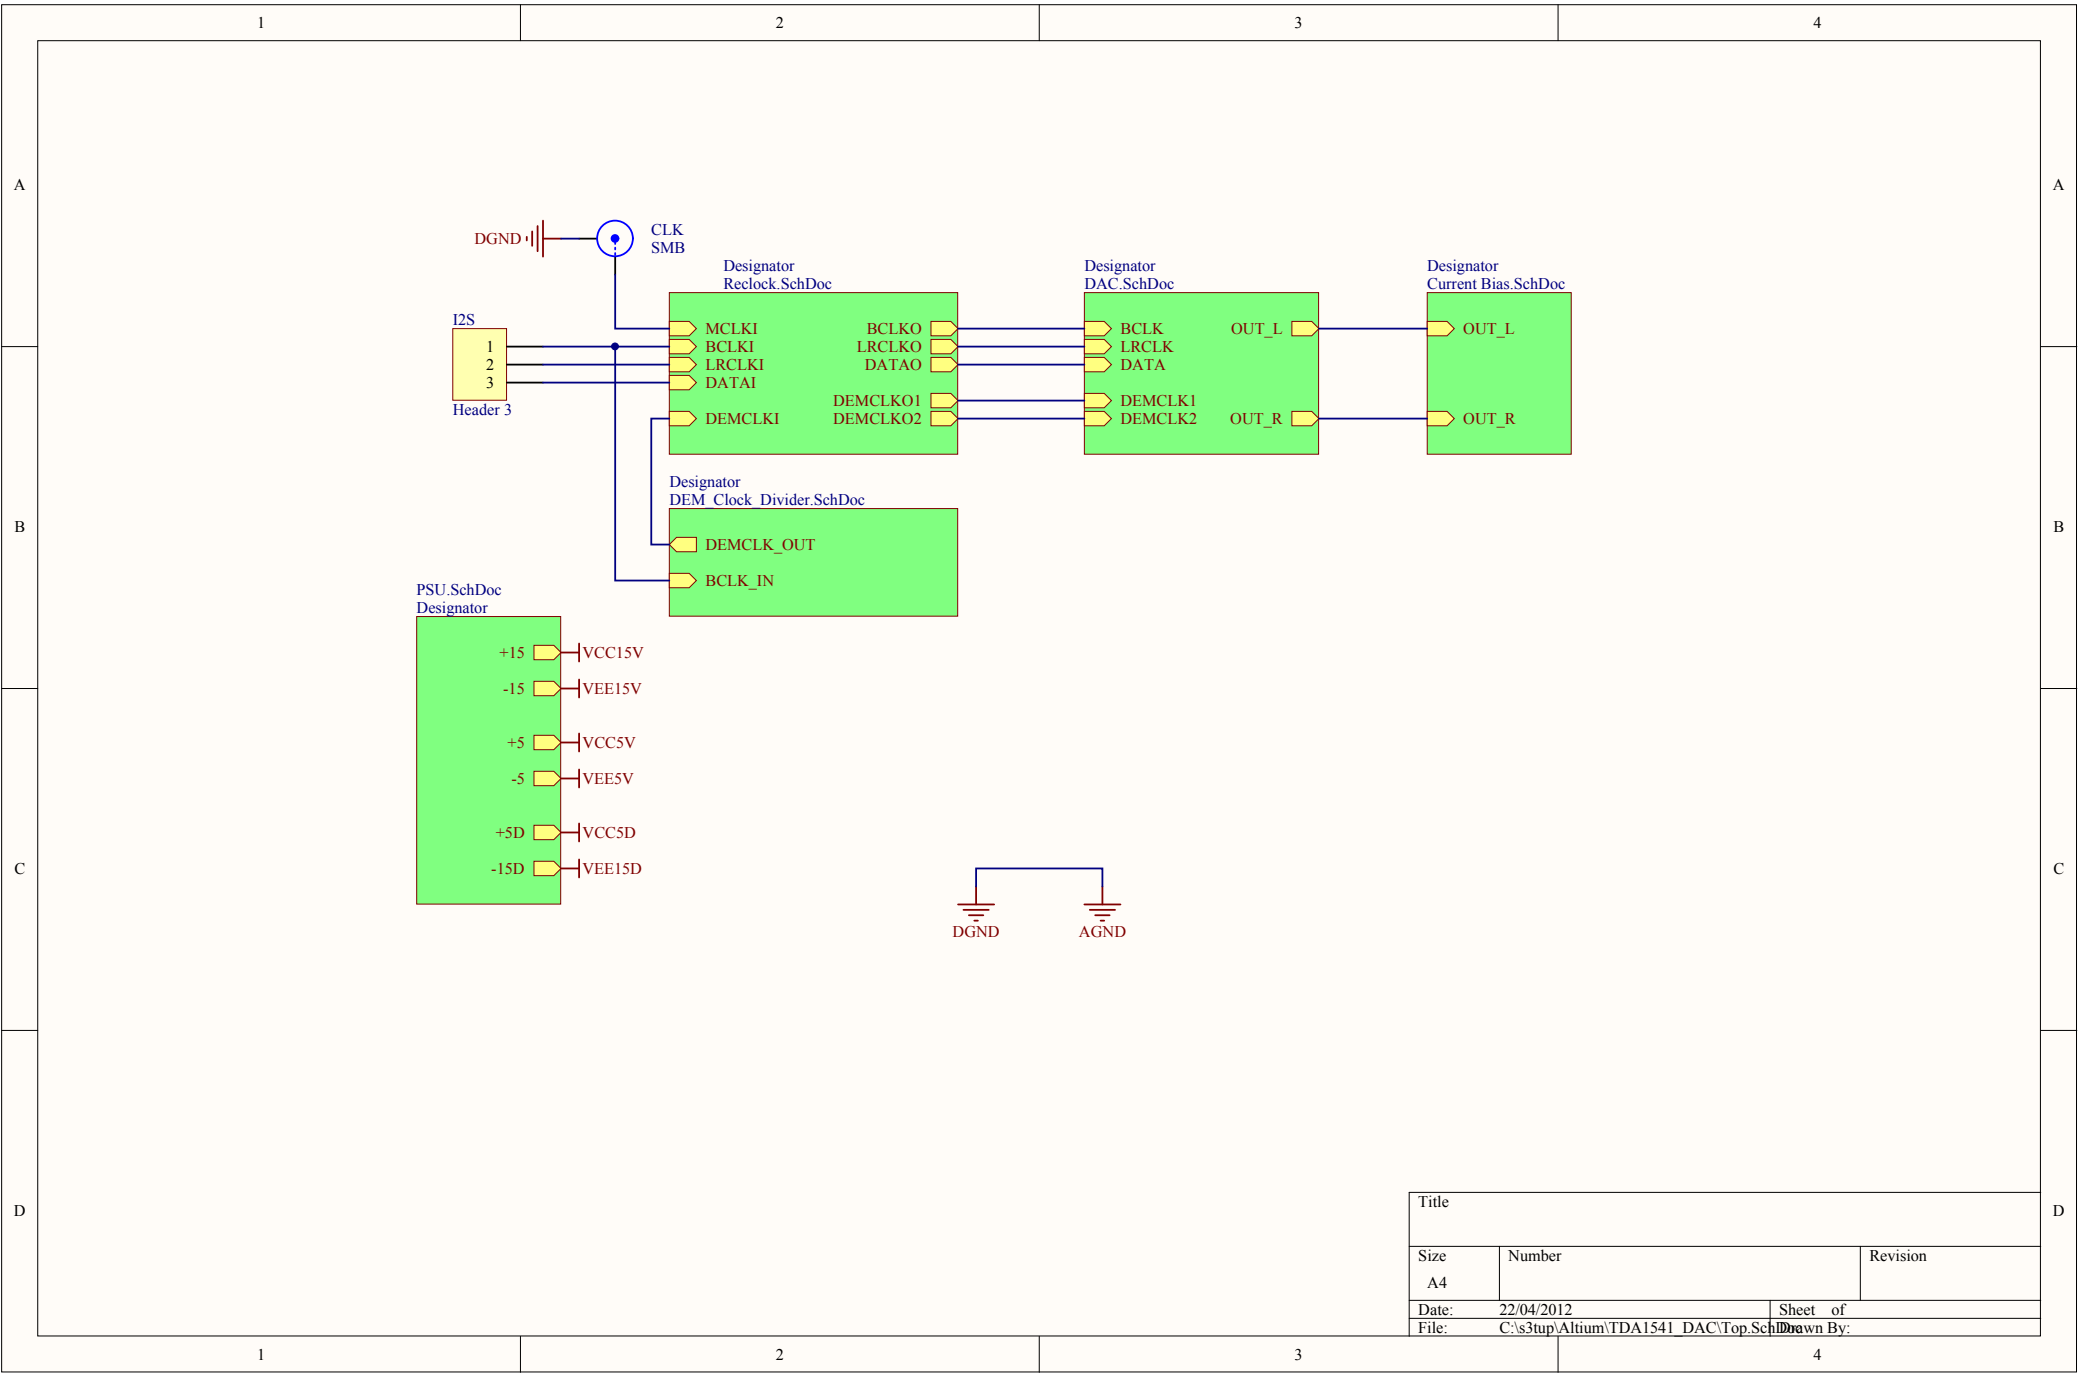 1 2 3 4
A A
DGND
CLK
SMB
Designator
Reclock.SchDoc
Designator
DAC.SchDoc
Designator
Current Bias.SchDoc
I2S
1
2
3
Header 3
MCLKI BCLKO
BCLKI LRCLKO
LRCLKI DATAO
DATAI
DEMCLKO1
DEMCLKI DEMCLKO2
BCLK OUT_L
LRCLK
DATA
DEMCLK1
DEMCLK2 OUT_R
OUT_L
OUT_R
Designator
DEM_Clock_Divider.SchDoc
DEMCLK_OUT
BCLK_IN
B B
PSU.SchDoc
Designator
+15 VCC15V
-15 VEE15V
+5 VCC5V
-5 VEE5V
+5D VCC5D
-15D VEE15D
C C
DGND AGND
D D
Title
Size Number Revision
A4
Date: 22/04/2012 Sheet of
File: C:\s3tup\Altium\TDA1541_DAC\Top.SchDoc Drawn By:
1 2 3 4